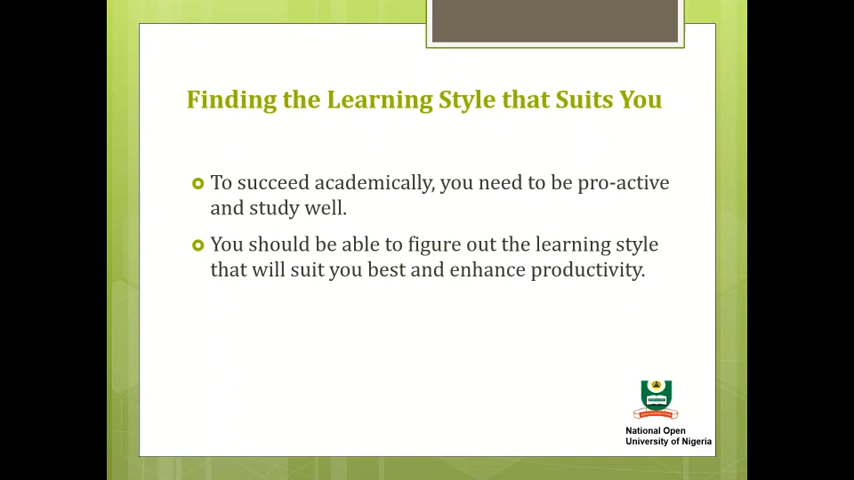 Finding the Learning Style that Suits You
To succeed academically, you need to be pro-active
and study well.
You should be able to figure out the learning style
that will suit you best and enhance productivity.
National Open
University of Nigeria